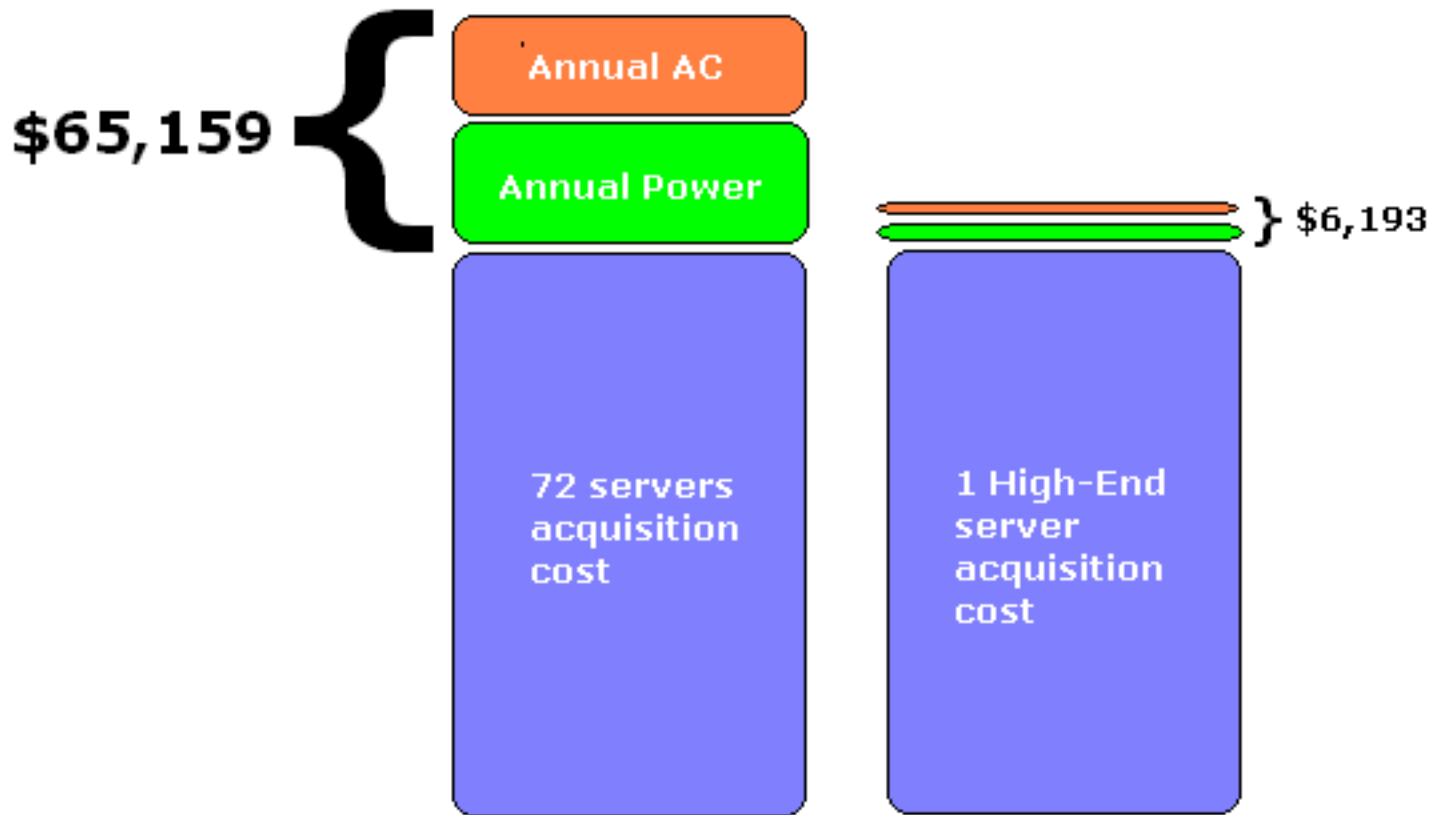 Annual AC
$65,159
Annual Power
$6,193
72 servers
acquisition
cost
1 High-End
server
acquisition
cost